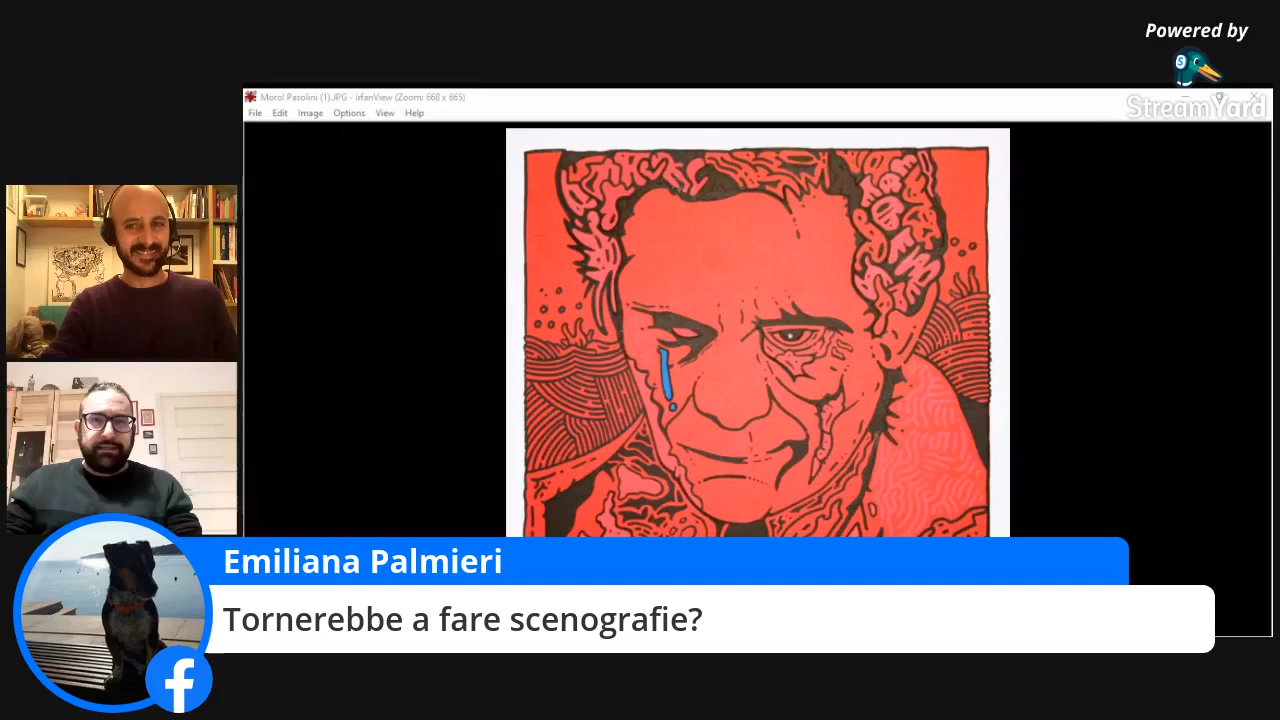 Powered by
StreamYard
Moro! Pasolini (1).JPG - IrfanView (Zoom: 668 x 665)
File Edit Image Options View Help
Emiliana Palmieri
Tornerebbe a fare scenografie?